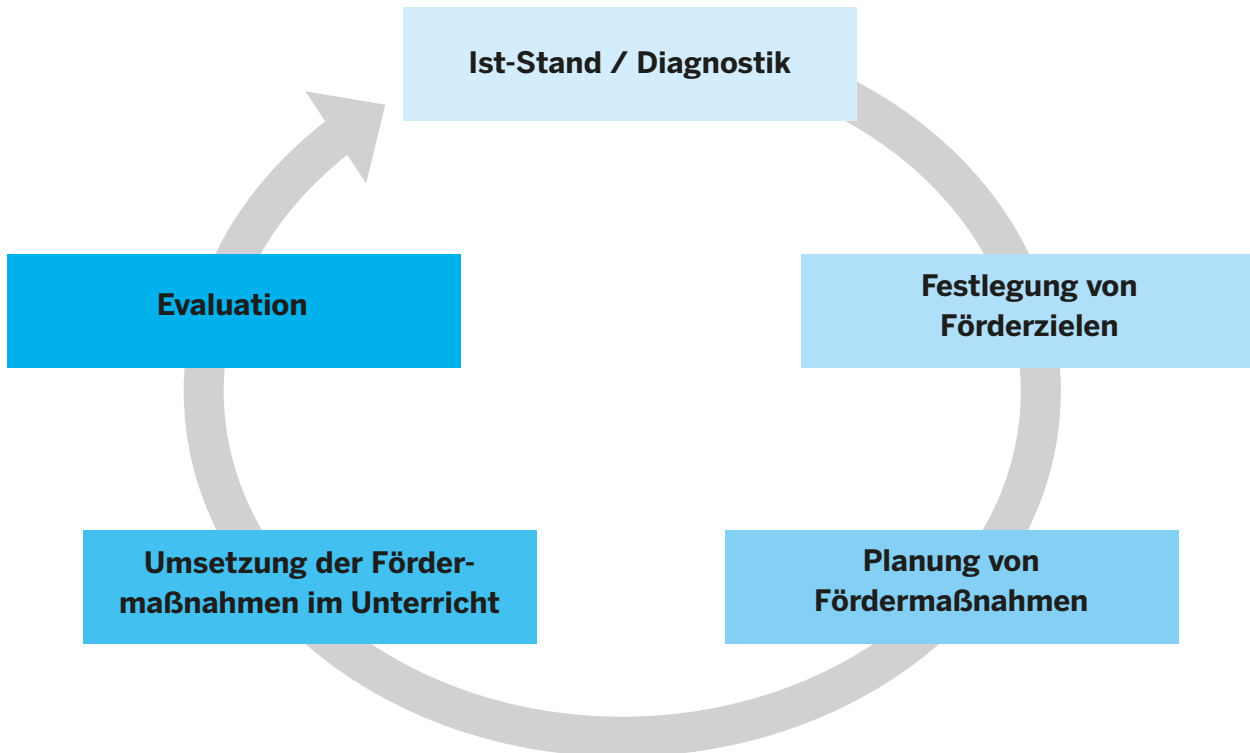 Ist-Stand / Diagnostik
Festlegung von
Förderzielen
Planung von
Fördermaßnahmen
Umsetzung der Förder-
maßnahmen im Unterricht
Evaluation